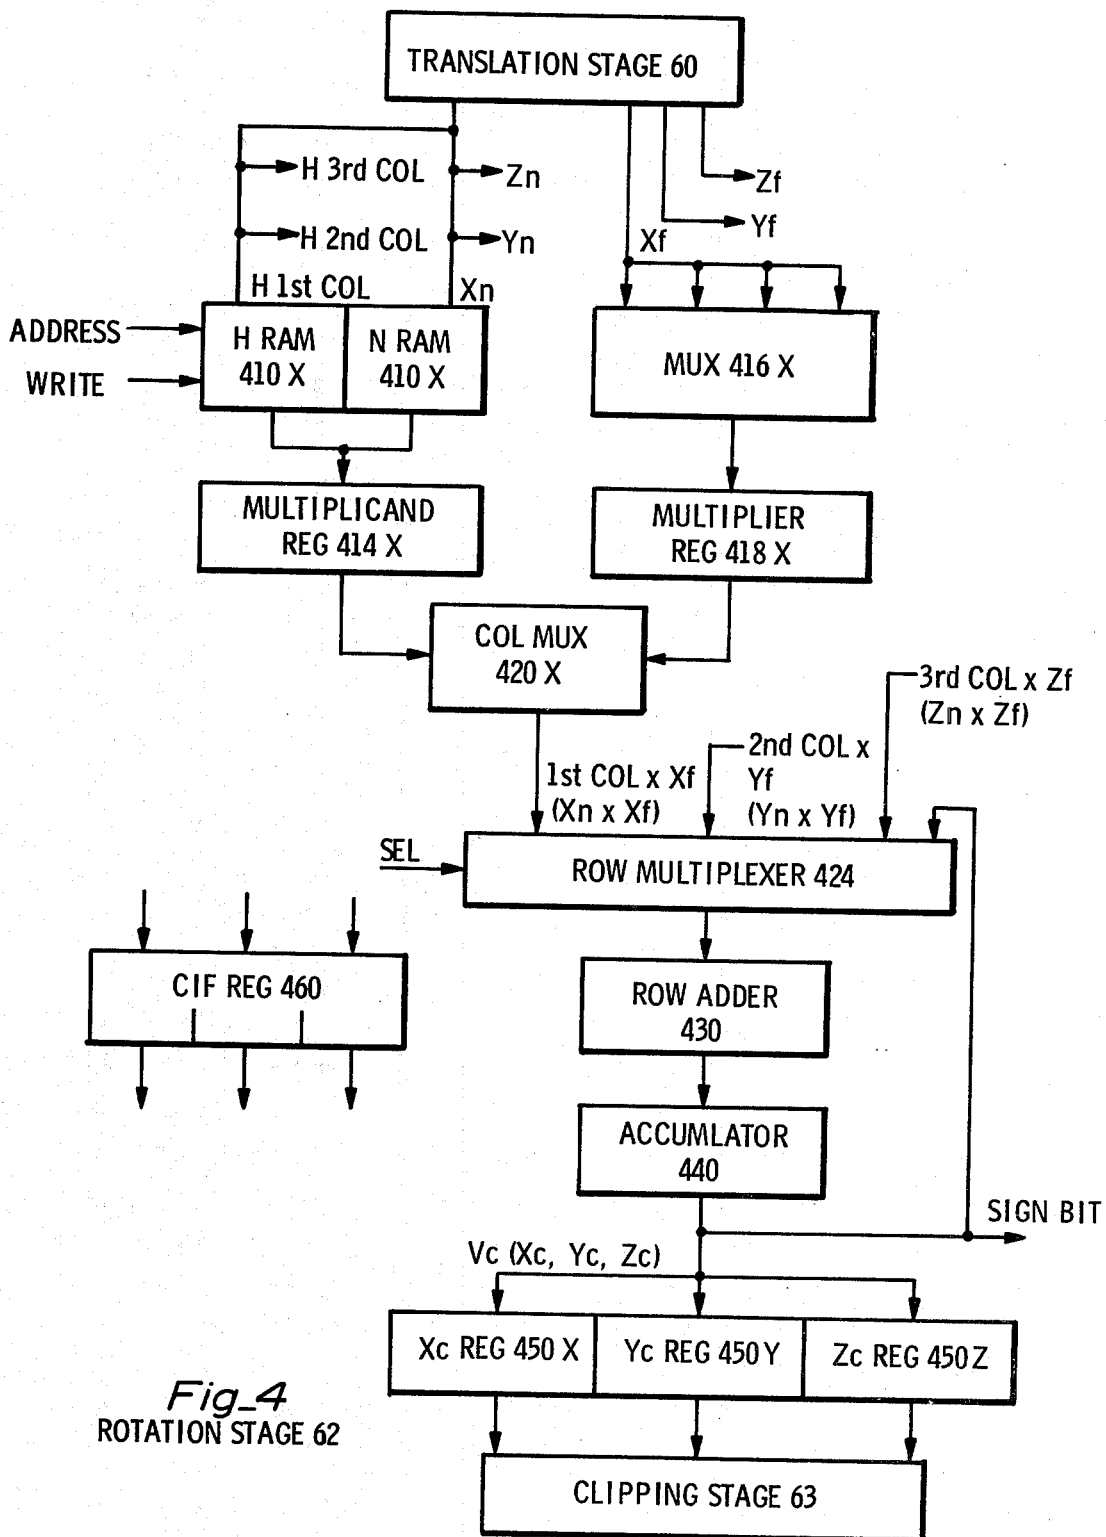 TRANSLATION STAGE 60
H 3rd COL
Zn
Zf
H 2nd COL
Yn
Yf
Xf
H 1st COL
Xn
ADDRESS
WRITE
H RAM
410 X
N RAM
410 X
MUX 416 X
MULTIPLICAND
REG 414 X
MULTIPLIER
REG 418 X
COL MUX
420 X
3rd COL x Zf
(Zn x Zf)
2nd COL x
Yf
(Yn x Yf)
1st COL x Xf
(Xn x Xf)
SEL
ROW MULTIPLEXER 424
CIF REG 460
ROW ADDER
430
ACCUMLATOR
440
SIGN BIT
Vc (Xc, Yc, Zc)
Xc REG 450 X
Yc REG 450 Y
Zc REG 450 Z
Fig_4
ROTATION STAGE 62
CLIPPING STAGE 63